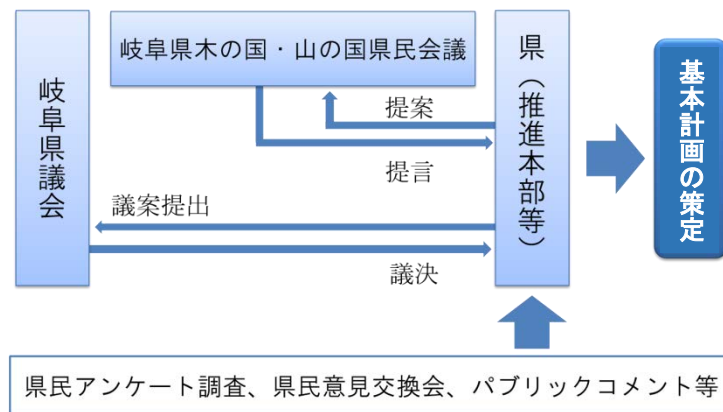 岐阜県木の国・山の国県民会議
岐阜県議会
県（推進本部等）
基本計画の策定
提案
提言
議案提出
議決
県民アンケート調査、県民意見交換会、パブリックコメント等